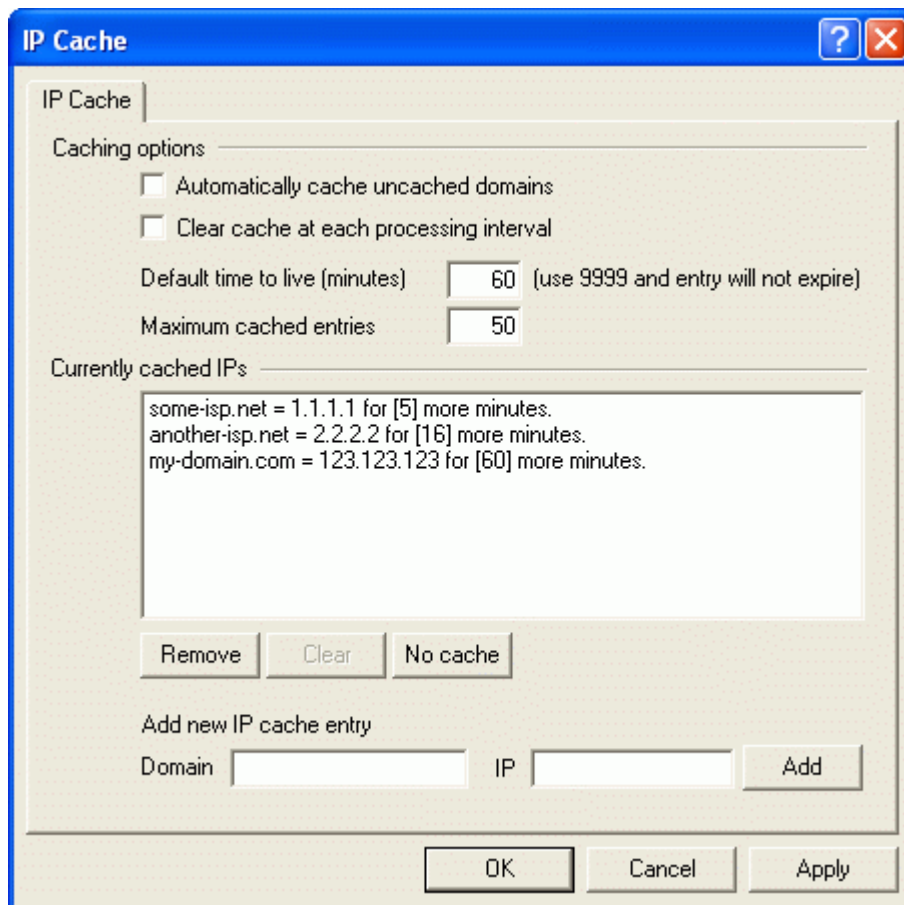 IP Cache
IP Cache
Caching options
Automatically cache uncached domains
Clear cache at each processing interval
Default time to live (minutes) 60 (use 9999 and entry will not expire)
Maximum cached entries 50
Currently cached IPs
some-isp.net = 1.1.1.1 for [5] more minutes.
another-isp.net = 2.2.2.2 for [16] more minutes.
my-domain.com = 123.123.123 for [60] more minutes.
Remove Clear No cache
Add new IP cache entry
Domain IP Add
OK Cancel Apply